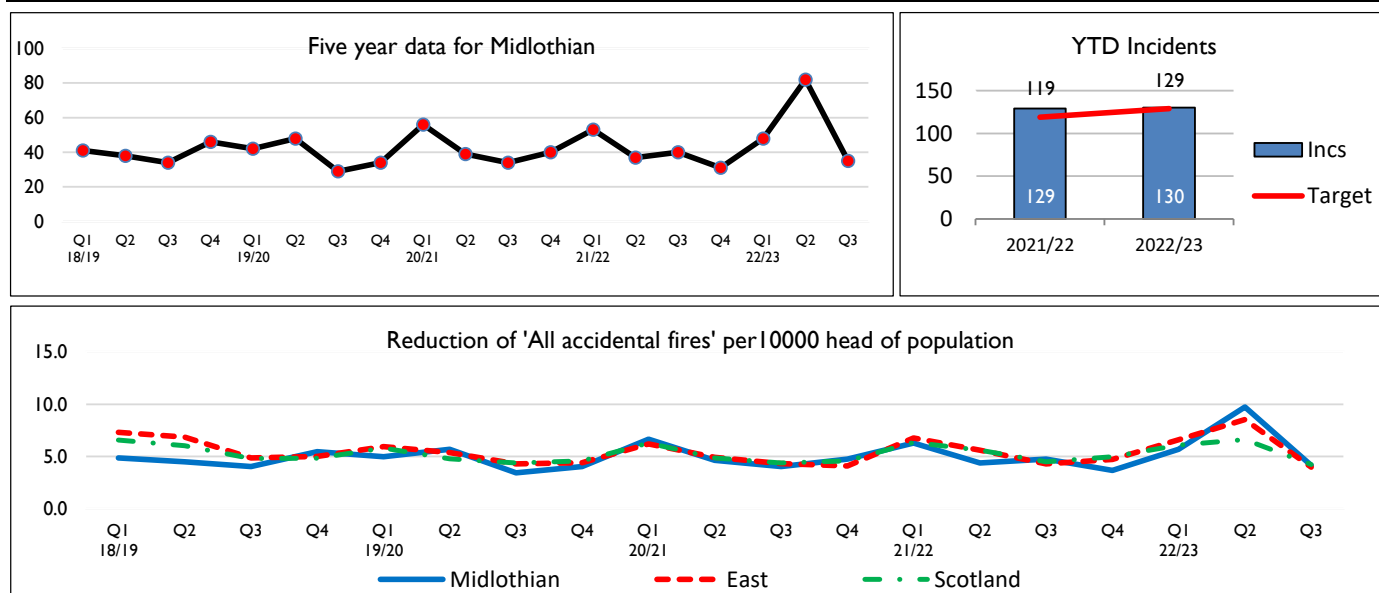 Five year data for Midlothian
100
80
60
40
20
0
Q1 Q2 Q3 Q4 Q1 Q2 Q3 Q4 Q1 Q2 Q3 Q4 Q1 Q2 Q3 Q4 Q1 Q2 Q3
18/19 19/20 20/21 21/22 22/23
YTD Incidents
119 129
150
100
50
0
129 130
2021/22 2022/23
Incs
Target
Reduction of 'All accidental fires' per10000 head of population
15.0
10.0
5.0
0.0
Q1 Q2 Q3 Q4 Q1 Q2 Q3 Q4 Q1 Q2 Q3 Q4 Q1 Q2 Q3 Q4 Q1 Q2 Q3
18/19 19/20 20/21 21/22 22/23
Midlothian East Scotland